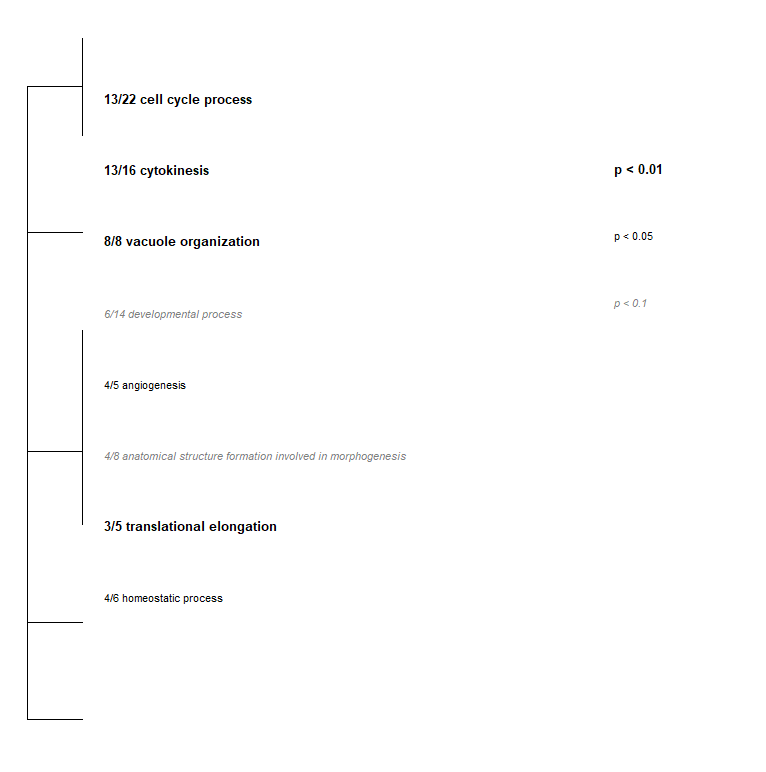 13/22 cell cycle process
13/16 cytokinesis
p < 0.01
8/8 vacuole organization
p < 0.05
6/14 developmental process
p < 0.1
4/5 angiogenesis
4/8 anatomical structure formation involved in morphogenesis
3/5 translational elongation
4/6 homeostatic process